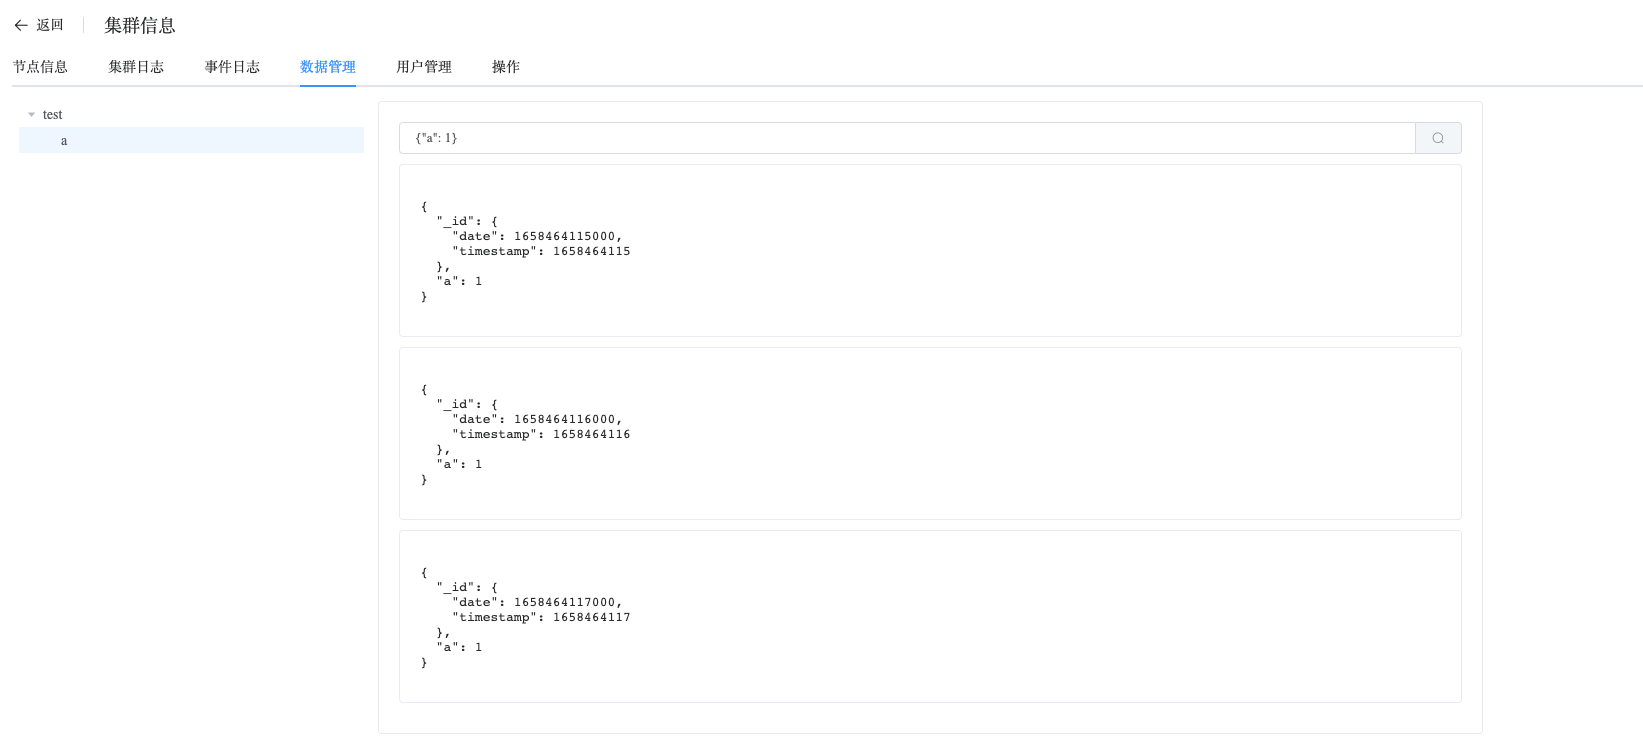 返回 集群信息
节点信息 集群日志 事件日志 数据管理 用户管理 操作
test
a
{"a": 1}
{
  "_id": {
    "date": 1658464115000,
    "timestamp": 1658464115
  },
  "a": 1
}
{
  "_id": {
    "date": 1658464116000,
    "timestamp": 1658464116
  },
  "a": 1
}
{
  "_id": {
    "date": 1658464117000,
    "timestamp": 1658464117
  },
  "a": 1
}